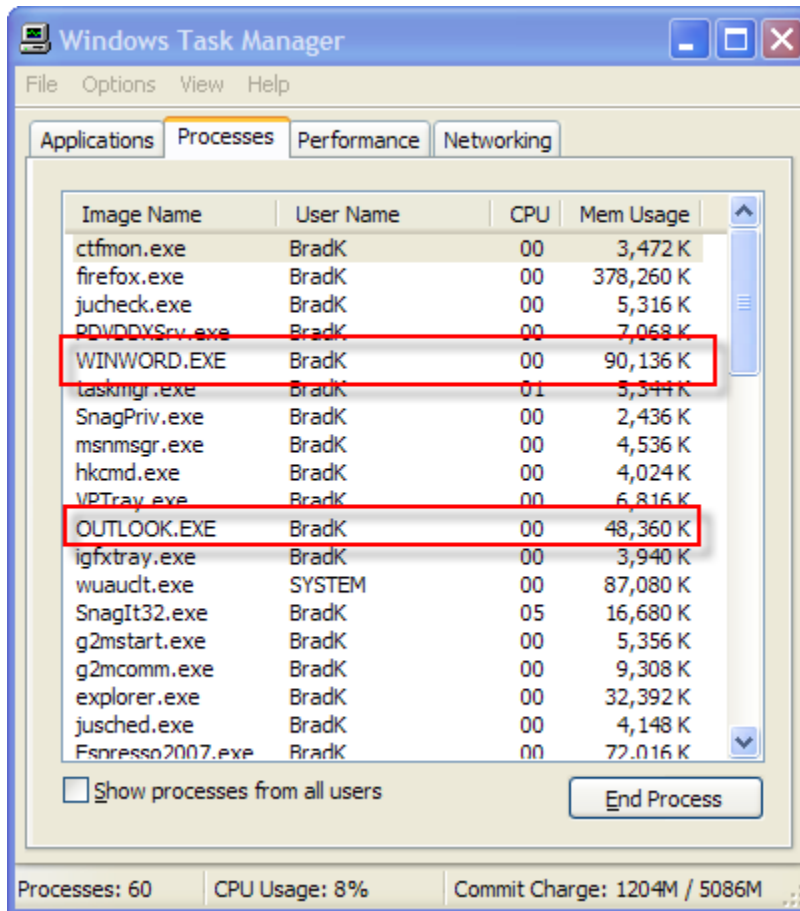 Windows Task Manager
File Options View Help
Applications Processes Performance Networking
Image Name User Name CPU Mem Usage
ctfmon.exe BradK 00 3,472 K
firefox.exe BradK 00 378,260 K
jucheck.exe BradK 00 5,316 K
PDVDDXSrv.exe BradK 00 7,068 K
WINWORD.EXE BradK 00 90,136 K
taskmgr.exe BradK 01 5,344 K
SnagPriv.exe BradK 00 2,436 K
msnmsgr.exe BradK 00 4,536 K
hkcmd.exe BradK 00 4,024 K
VPTray.exe BradK 00 6,816 K
OUTLOOK.EXE BradK 00 48,360 K
igfxtray.exe BradK 00 3,940 K
wuauclt.exe SYSTEM 00 87,080 K
SnagIt32.exe BradK 05 16,680 K
g2mstart.exe BradK 00 5,356 K
g2mcomm.exe BradK 00 9,308 K
explorer.exe BradK 00 32,392 K
jusched.exe BradK 00 4,148 K
Espresso2007.exe BradK 00 72,016 K
Show processes from all users
End Process
Processes: 60 CPU Usage: 8% Commit Charge: 1204M / 5086M